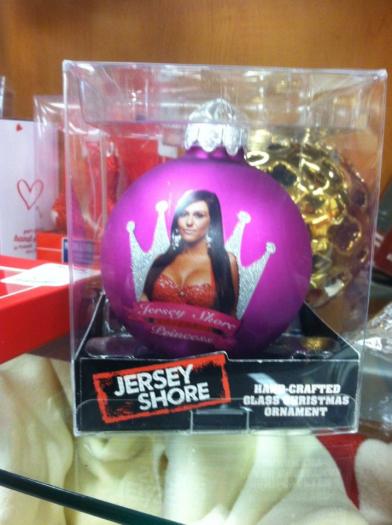 Jersey Shore
Princess
JERSEY
SHORE
HAND-CRAFTED
GLASS CHRISTMAS
ORNAMENT